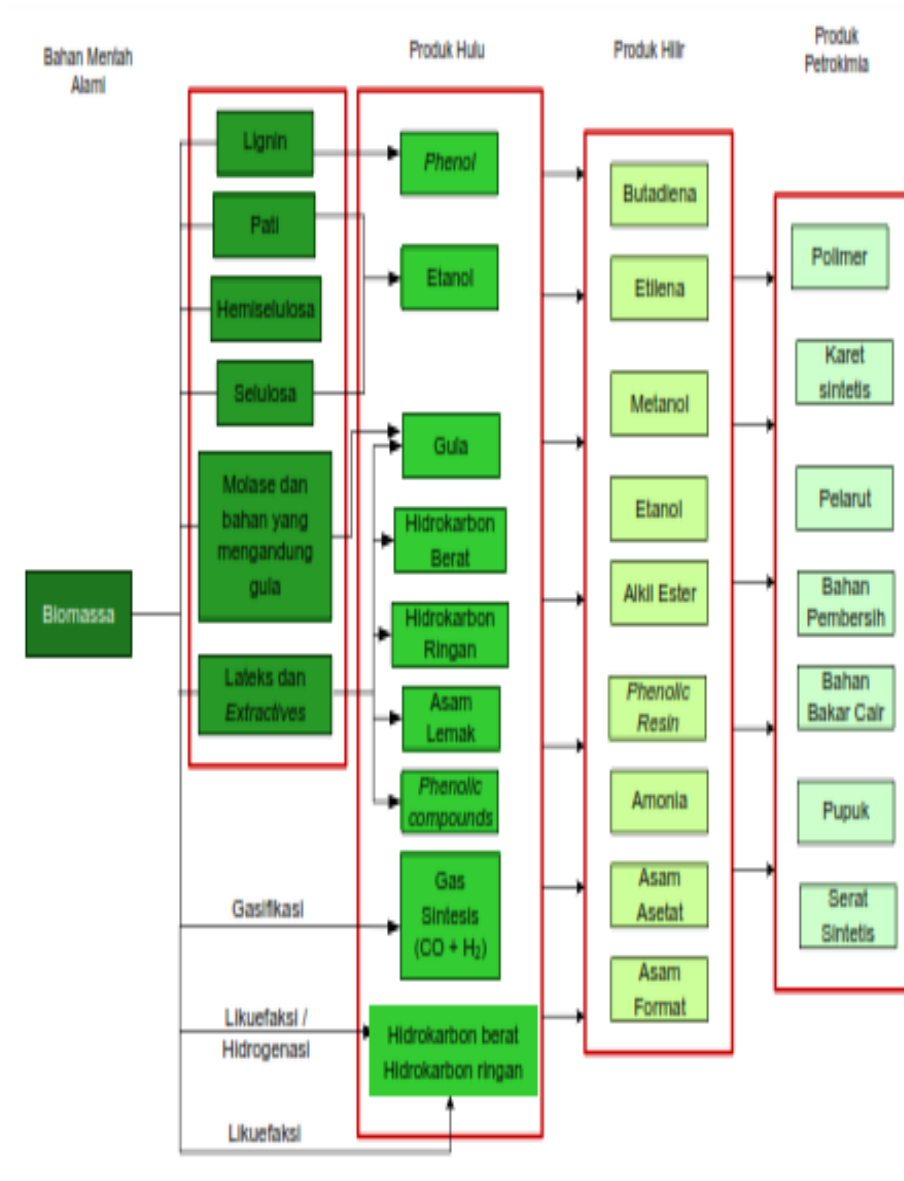 Bahan Mentah
Alami
Produk Hulu
Produk Hilir
Produk
Petrokimia
Biomassa
Lignin
Pati
Hemiselulosa
Selulosa
Molase dan
bahan yang
mengandung
gula
Lateks dan
Extractives
Gasifikasi
Likuefaksi /
Hidrogenasi
Likuefaksi
Phenol
Etanol
Gula
Hidrokarbon
Berat
Hidrokarbon
Ringan
Asam
Lemak
Phenolic
compounds
Gas
Sintesis
(CO + H₂)
Hidrokarbon berat
Hidrokarbon ringan
Butadiena
Etilena
Metanol
Etanol
Alkil Ester
Phenolic
Resin
Amonia
Asam
Asetat
Asam
Format
Polimer
Karet
sintetis
Pelarut
Bahan
Pembersih
Bahan
Bakar Cair
Pupuk
Serat
Sintetis